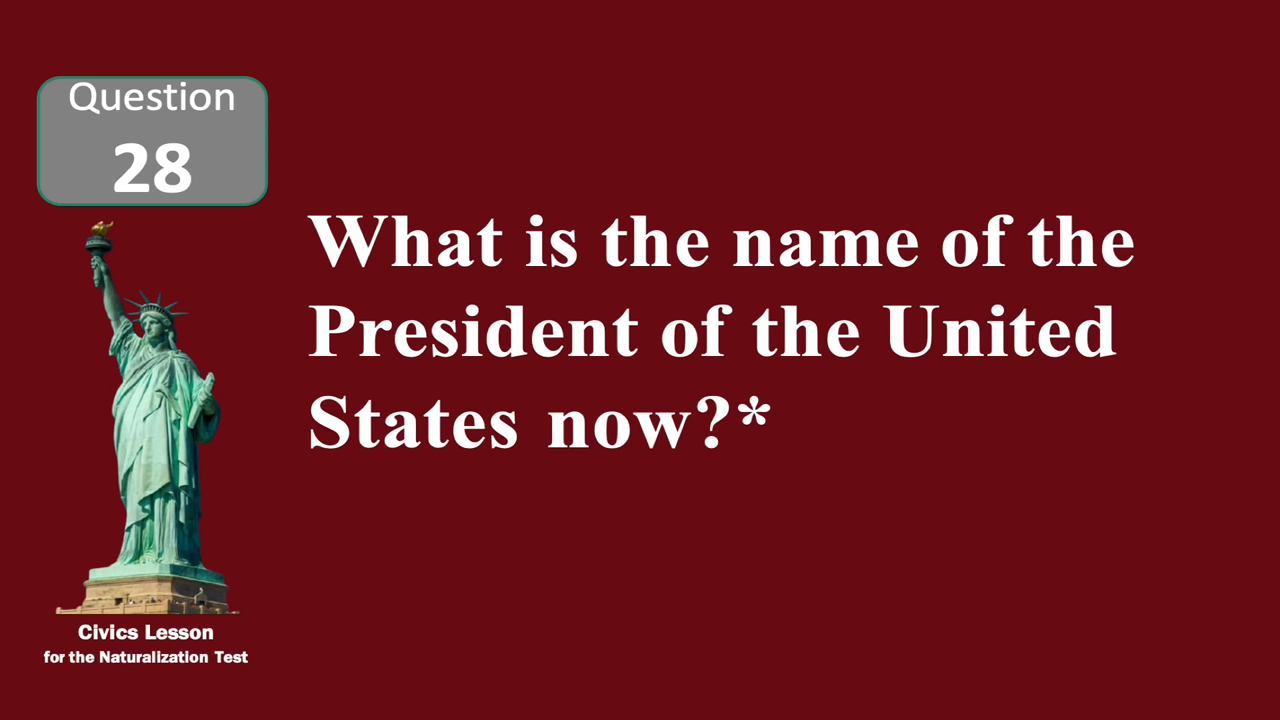 Question
28
What is the name of the
President of the United
States now?*
Civics Lesson
for the Naturalization Test